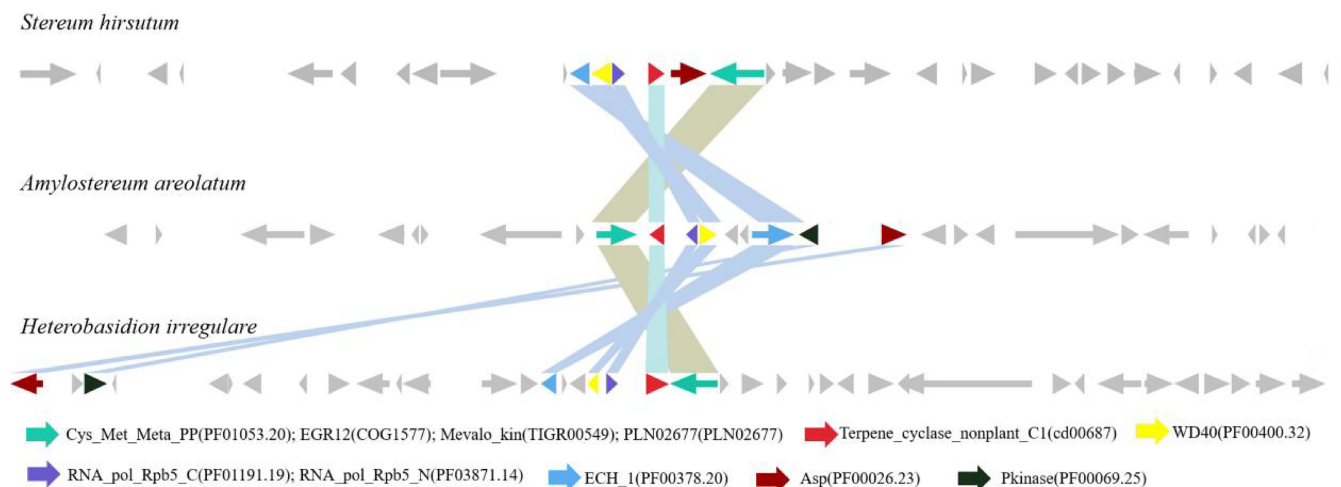 Stereum hirsutum
Amylostereum areolatum
Heterobasidion irregulare
Cys_Met_Meta_PP(PF01053.20); EGR12(COG1577); Mevalo_kin(TIGR00549); PLN02677(PLN02677) Terpene_cyclase_nonplant_C1(cd00687) WD40(PF00400.32)
RNA_pol_Rpb5_C(PF01191.19); RNA_pol_Rpb5_N(PF03871.14) ECH_1(PF00378.20) Asp(PF00026.23) Pkinase(PF00069.25)